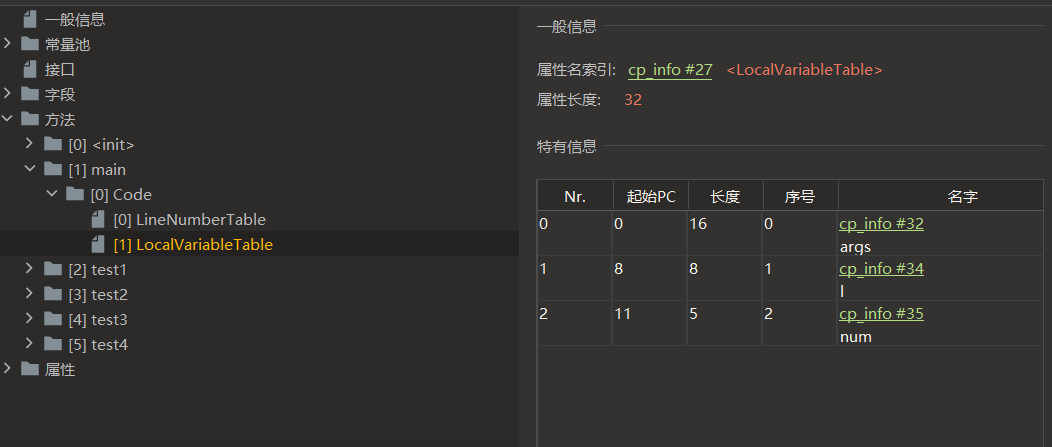 一般信息
常量池
接口
字段
方法
[0] <init>
[1] main
[0] Code
[0] LineNumberTable
[1] LocalVariableTable
[2] test1
[3] test2
[4] test3
[5] test4
属性
一般信息
属性名索引: cp_info #27 <LocalVariableTable>
属性长度: 32
特有信息
Nr. 起始PC 长度 序号 名字
0 0 16 0 cp_info #32
args
1 8 8 1 cp_info #34
l
2 11 5 2 cp_info #35
num